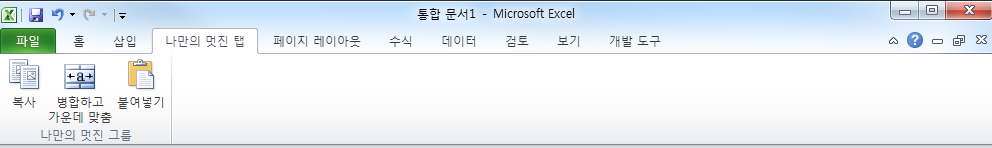 통합 문서1 - Microsoft Excel
파일 홈 삽입 나만의 멋진 탭 페이지 레이아웃 수식 데이터 검토 보기 개발 도구
복사 병합하고 가운데 맞춤 붙여넣기
나만의 멋진 그룹